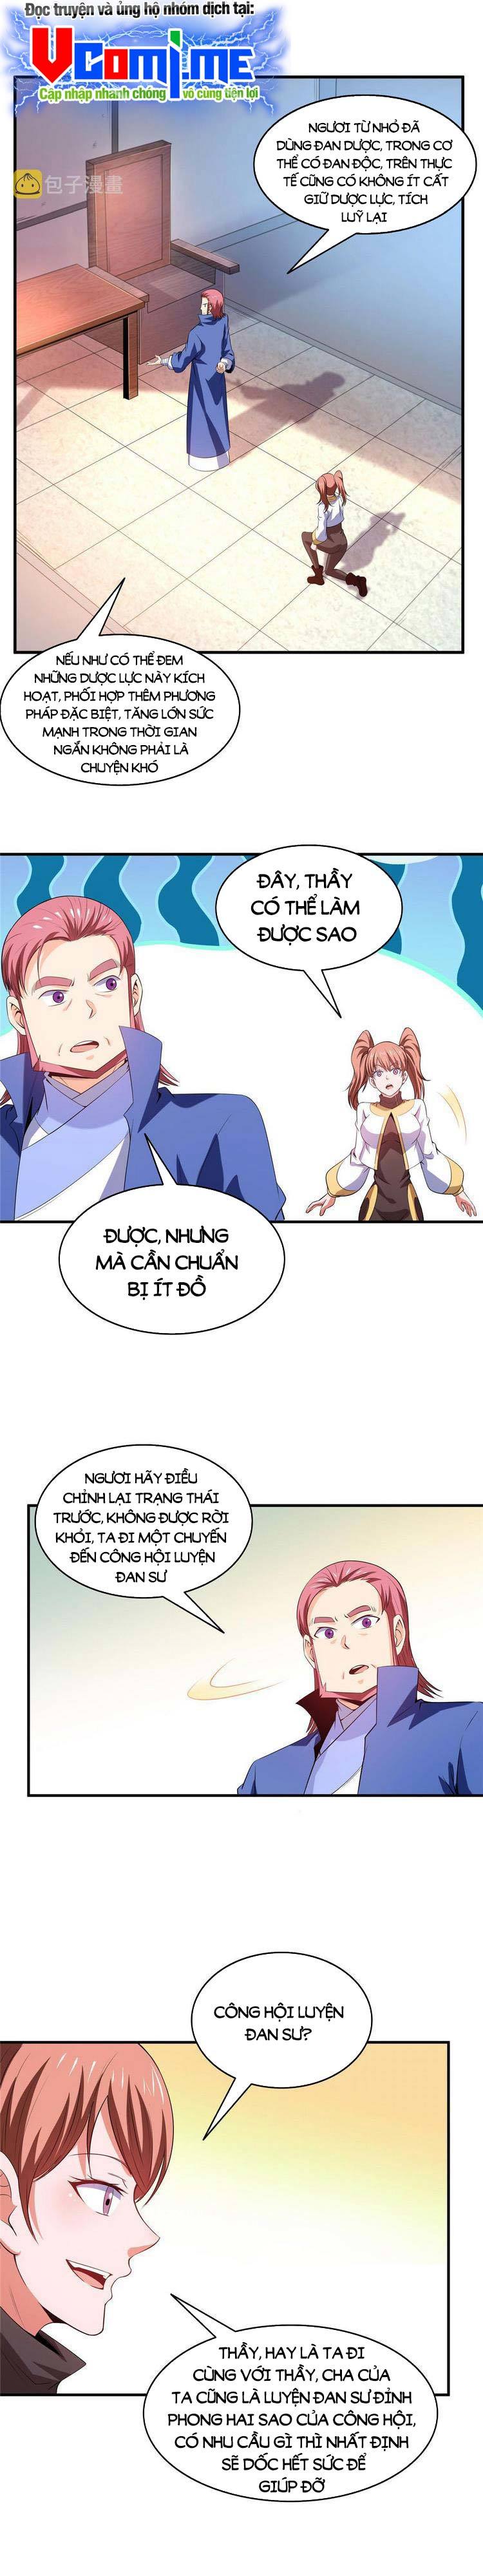 Đọc truyện và ủng hộ nhóm dịch tại:
VComi.me
Cập nhập nhanh chóng vô cùng tiện lợi
包子漫畫
NGƯƠI TỪ NHỎ ĐÃ
DÙNG ĐAN DƯỢC, TRONG CƠ
THỂ CÓ ĐAN ĐỘC, TRÊN THỰC
TẾ CŨNG CÓ KHÔNG ÍT CẤT
GIỮ DƯỢC LỰC, TÍCH
LUỸ LẠI
NẾU NHƯ CÓ THỂ ĐEM
NHỮNG DƯỢC LỰC NÀY KÍCH
HOẠT, PHỐI HỢP THÊM PHƯƠNG
PHÁP ĐẶC BIỆT, TĂNG LỚN SỨC
MẠNH TRONG THỜI GIAN
NGẮN KHÔNG PHẢI LÀ
CHUYỆN KHÓ
ĐÂY, THẦY
CÓ THỂ LÀM
ĐƯỢC SAO
ĐƯỢC, NHƯNG
MÀ CẦN CHUẨN
BỊ ÍT ĐỒ
NGƯƠI HÃY ĐIỀU
CHỈNH LẠI TRẠNG THÁI
TRƯỚC, KHÔNG ĐƯỢC RỜI
KHỎI, TA ĐI MỘT CHUYẾN
ĐẾN CÔNG HỘI LUYỆN
ĐAN SƯ
CÔNG HỘI LUYỆN
ĐAN SƯ?
THẦY, HAY LÀ TA ĐI
CÙNG VỚI THẦY, CHA CỦA
TA CŨNG LÀ LUYỆN ĐAN SƯ ĐỈNH
PHONG HAI SAO CỦA CÔNG HỘI,
CÓ NHU CẦU GÌ THÌ NHẤT ĐỊNH
SẼ DỐC HẾT SỨC ĐỂ
GIÚP ĐỠ